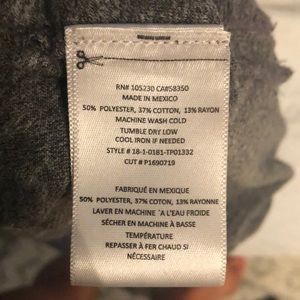 RN# 105230 CA#58350
MADE IN MEXICO
50% POLYESTER, 37% COTTON, 13% RAYON
MACHINE WASH COLD
TUMBLE DRY LOW
COOL IRON IF NEEDED
STYLE # 18-1-0181-TP01332
CUT # P1690719
FABRIQUÉ EN MEXIQUE
50% POLYESTER, 37% COTON, 13% RAYONNE
LAVER EN MACHINE ʼA LʼEAU FROIDE
SÉCHER EN MACHINE À BASSE
TEMPÉRATURE
REPASSER À FER CHAUD SI
NÉCESSAIRE